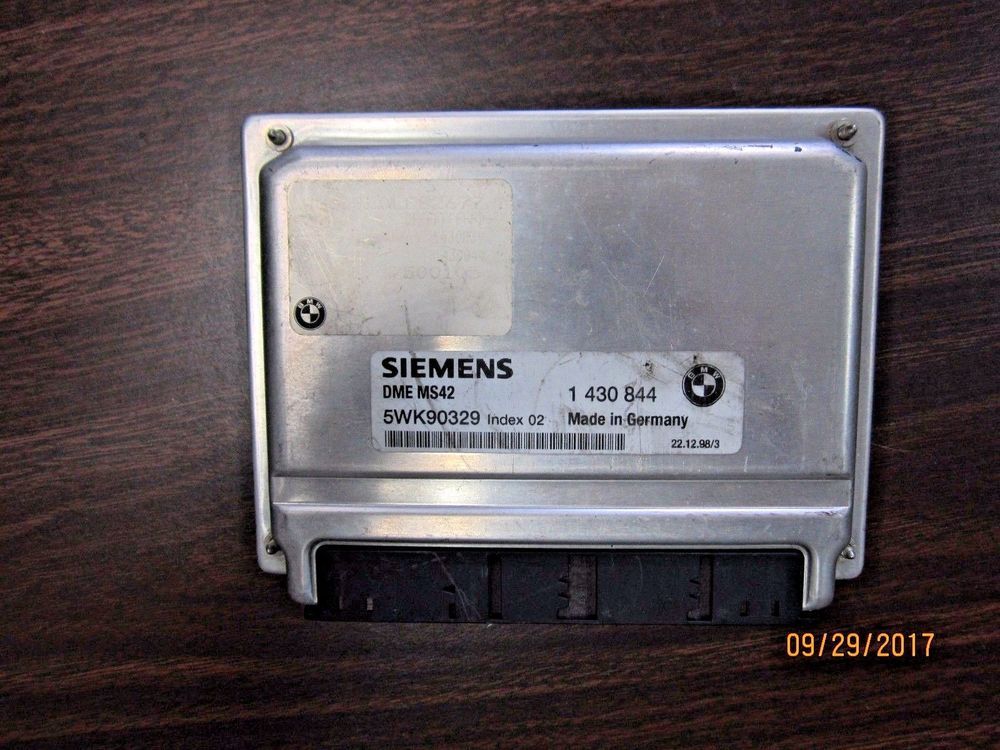 BMW
SIEMENS
DME MS42
1 430 844
BMW
5WK90329 Index 02
Made in Germany
22.12.98/3
09/29/2017